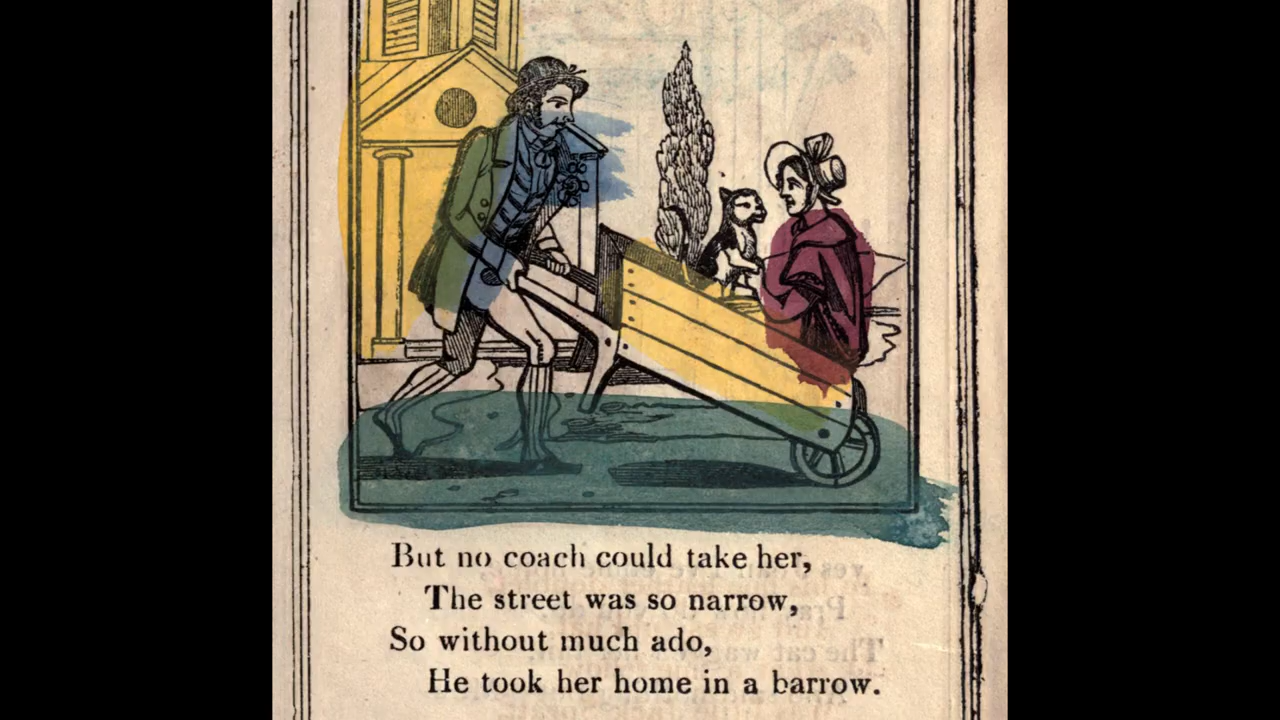 But no coach could take her,
The street was so narrow,
So without much ado,
He took her home in a barrow.